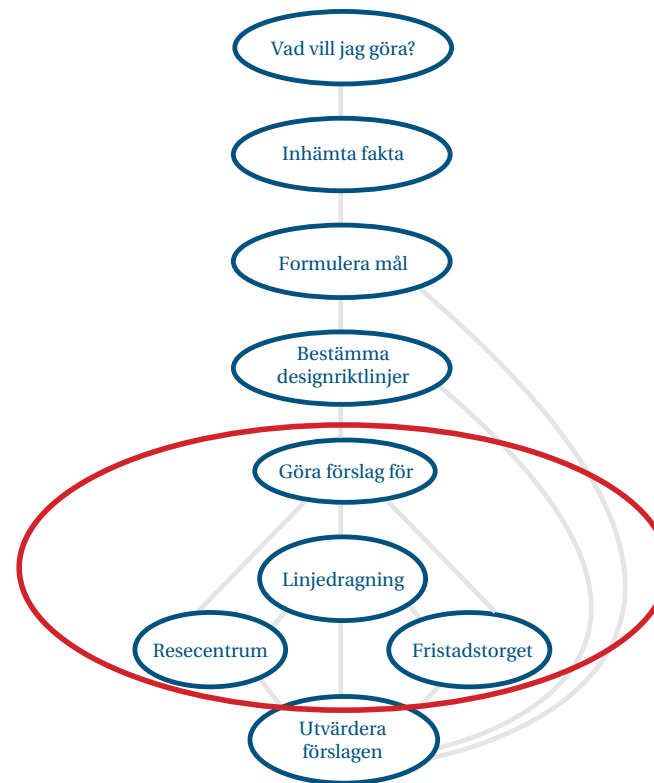 Vad vill jag göra?
Inhämta fakta
Formulera mål
Bestämma
designriktlinjer
Göra förslag för
Linjedragning
Resecentrum
Fristadstorget
Utvärdera
förslagen